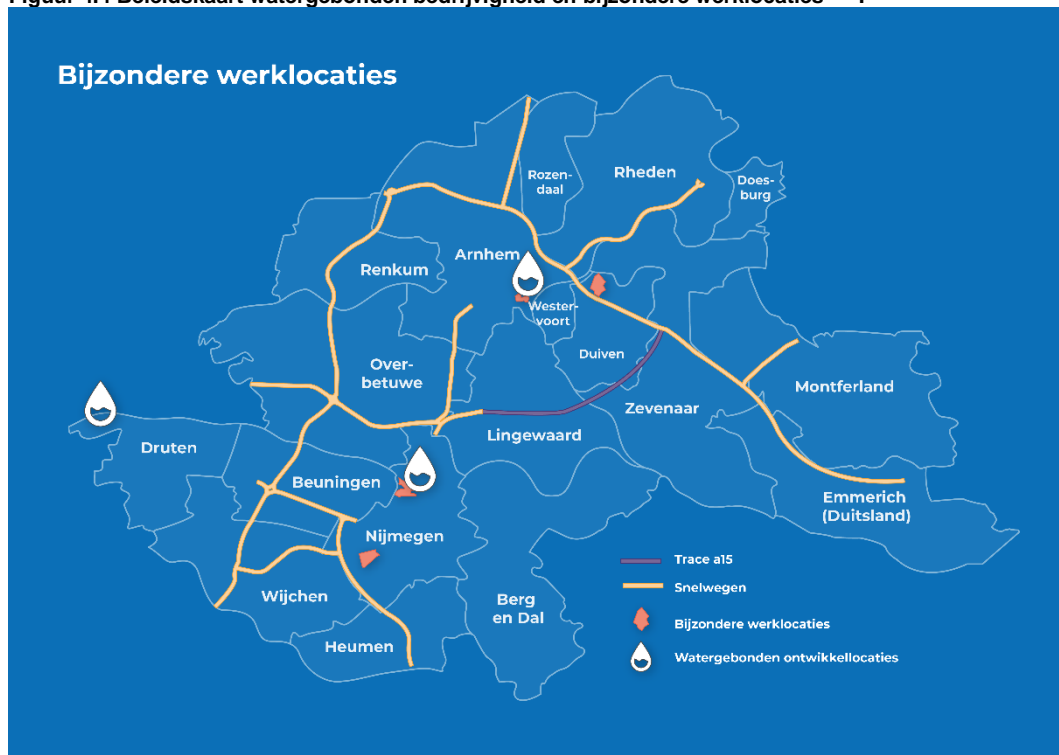 Bijzondere werklocaties
Rozen-
daal
Rheden
Does-
burg
Arnhem
Renkum
Wester-
voort
Over-
betuwe
Duiven
Montferland
Zevenaar
Druten
Lingewaard
Beuningen
Emmerich
(Duitsland)
Nijmegen
Trace a15
Snelwegen
Wijchen
Berg
en Dal
Bijzondere werklocaties
Heumen
Watergebonden ontwikkellocaties